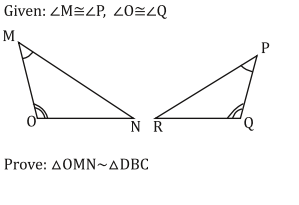 Given: ∠M≅∠P, ∠O≅∠Q
M
P
O
N
R
Q
Prove: △OMN~△DBC